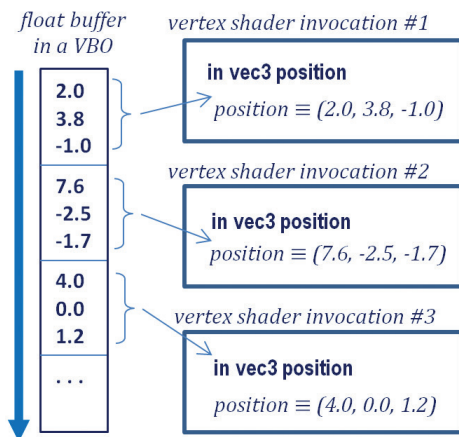 float buffer
in a VBO
2.0
3.8
-1.0
7.6
-2.5
-1.7
4.0
0.0
1.2
. . .
vertex shader invocation #1
in vec3 position
position ≡ (2.0, 3.8, -1.0)
vertex shader invocation #2
in vec3 position
position ≡ (7.6, -2.5, -1.7)
vertex shader invocation #3
in vec3 position
position ≡ (4.0, 0.0, 1.2)